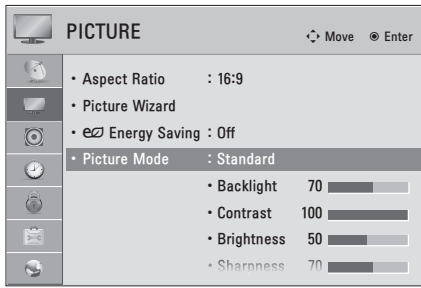 PICTURE
Move
Enter
• Aspect Ratio : 16:9
• Picture Wizard
• Energy Saving : Off
• Picture Mode : Standard
• Backlight 70
• Contrast 100
• Brightness 50
• Sharpness 70